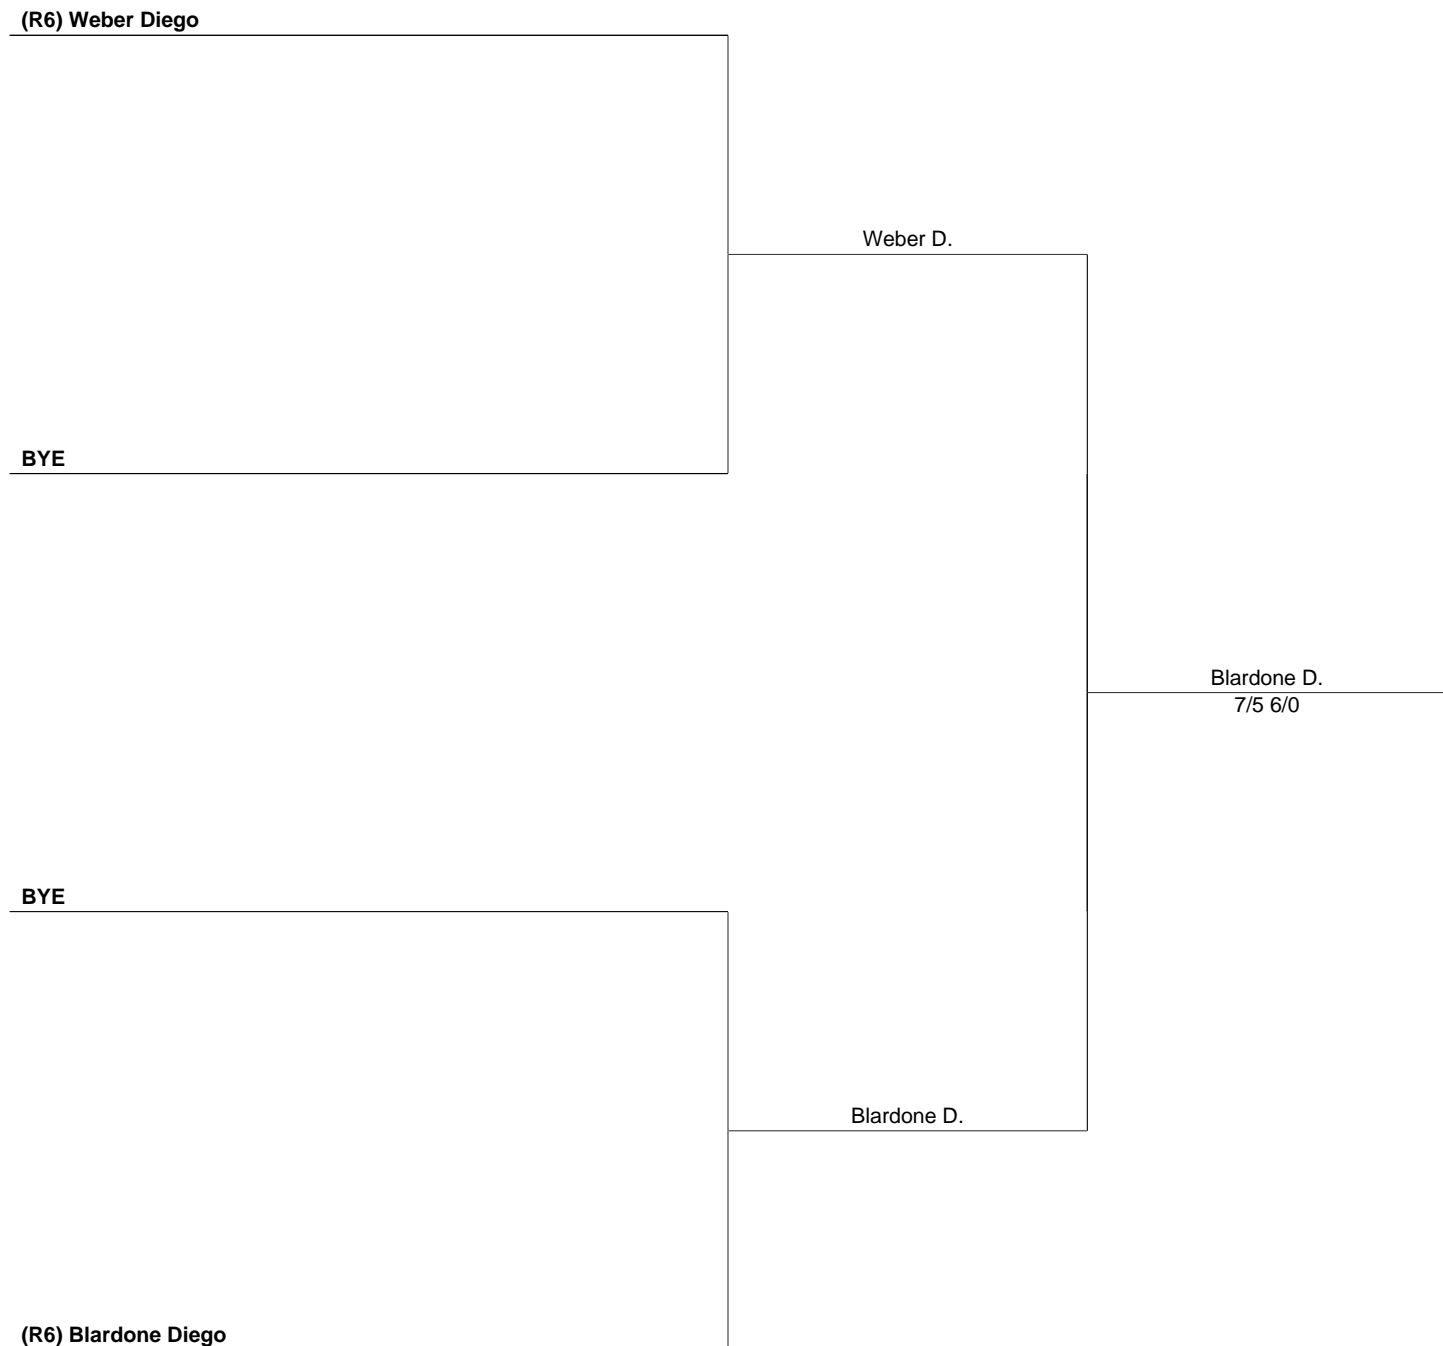 (R6) Weber Diego
Weber D.
BYE
Blardone D.
7/5 6/0
BYE
Blardone D.
(R6) Blardone Diego